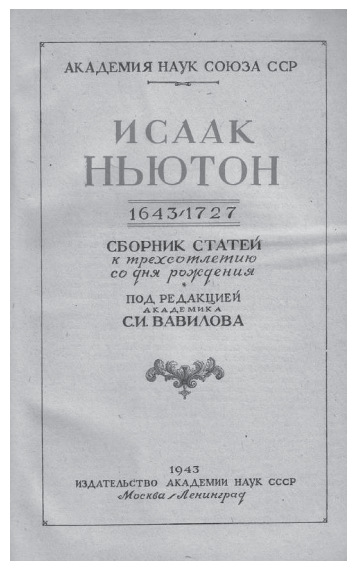 АКАДЕМИЯ НАУК СОЮЗА ССР
ИСААК
НЬЮТОН
1643/1727
СБОРНИК СТАТЕЙ
к трехсотлетию
со дня рождения
ПОД РЕДАКЦИЕЙ
АКАДЕМИКА
С.И. ВАВИЛОВА
1943
ИЗДАТЕЛЬСТВО АКАДЕМИИ НАУК СССР
Москва/Ленинград